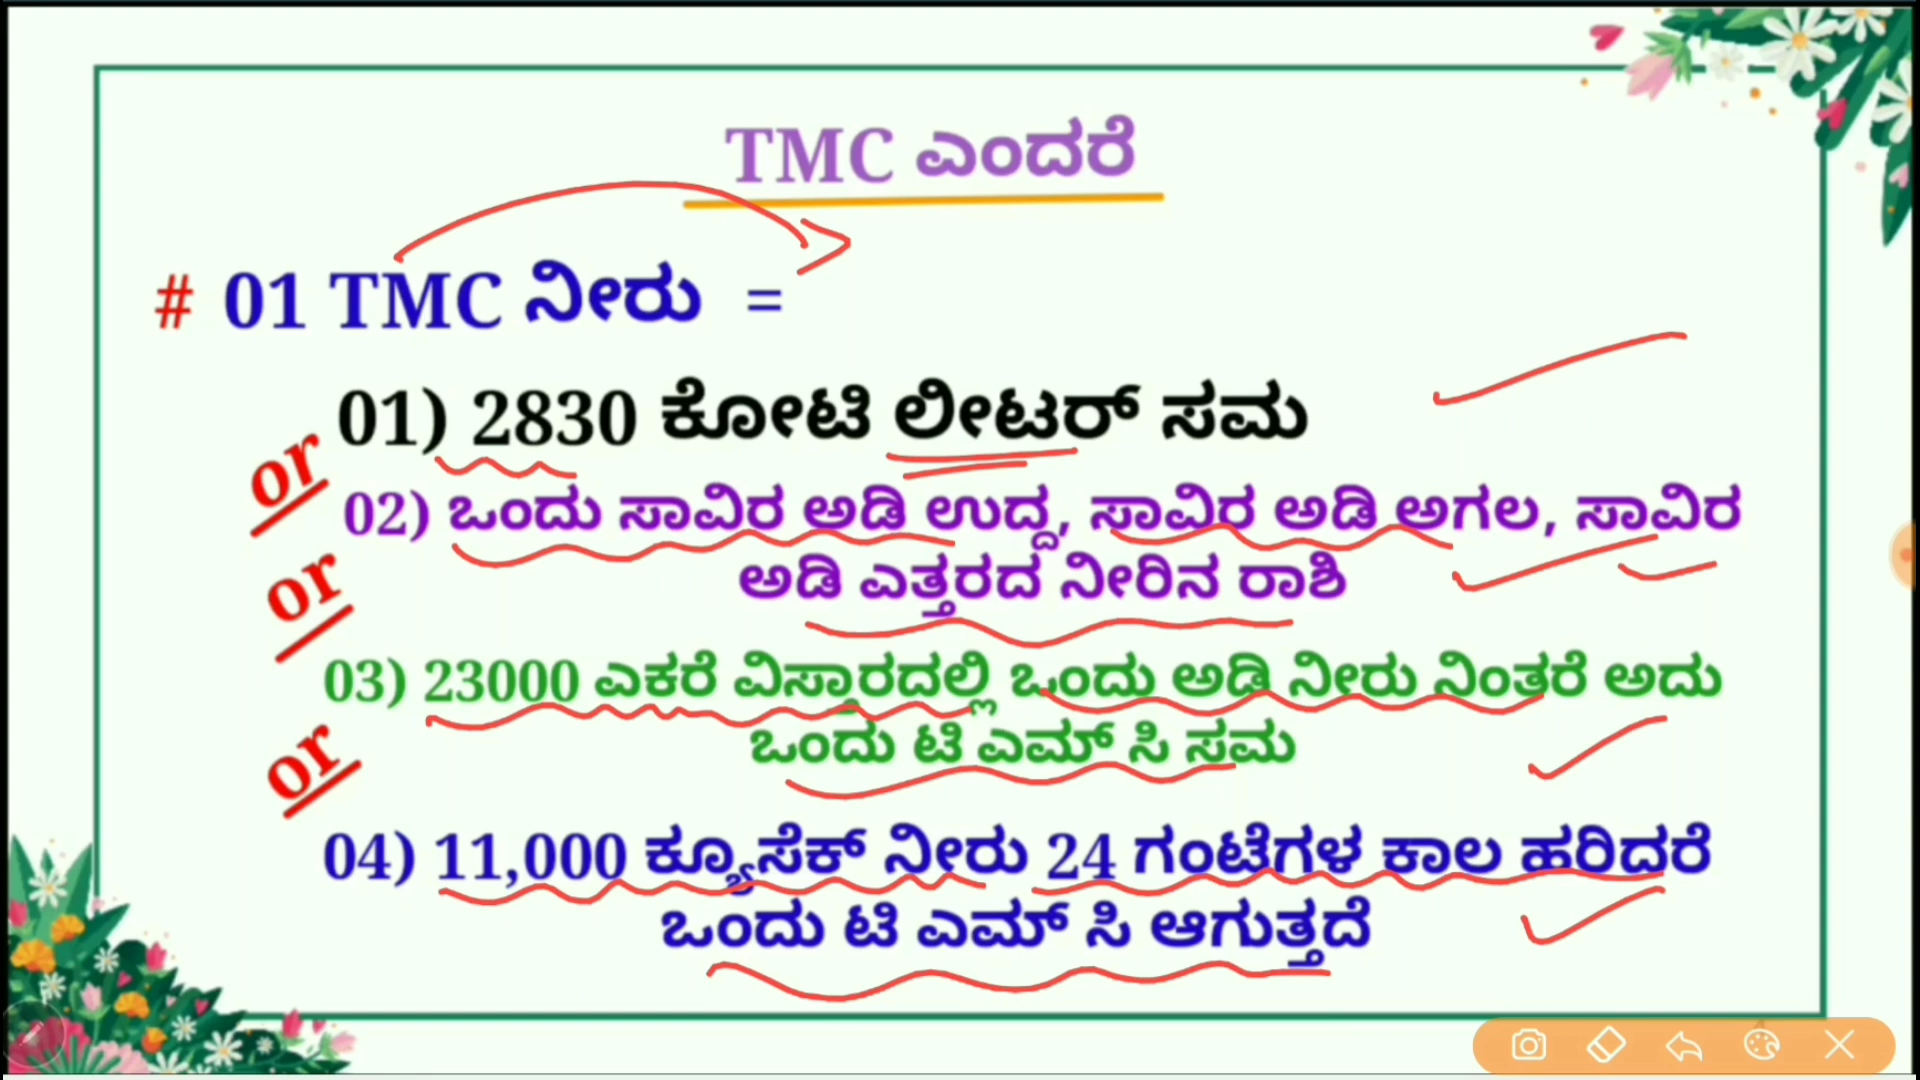 TMC ಎಂದರೆ
# 01 TMC ನೀರು =
01) 2830 ಕೋಟಿ ಲೀಟರ್ ಸಮ
or
02) ಒಂದು ಸಾವಿರ ಅಡಿ ಉದ್ದ, ಸಾವಿರ ಅಡಿ ಅಗಲ, ಸಾವಿರ
ಅಡಿ ಎತ್ತರದ ನೀರಿನ ರಾಶಿ
or
03) 23000 ಎಕರೆ ವಿಸ್ತಾರದಲ್ಲಿ ಒಂದು ಅಡಿ ನೀರು ನಿಂತರೆ ಅದು
ಒಂದು ಟಿ ಎಮ್ ಸಿ ಸಮ
or
04) 11,000 ಕ್ಯೂಸೆಕ್ ನೀರು 24 ಗಂಟೆಗಳ ಕಾಲ ಹರಿದರೆ
ಒಂದು ಟಿ ಎಮ್ ಸಿ ಆಗುತ್ತದೆ